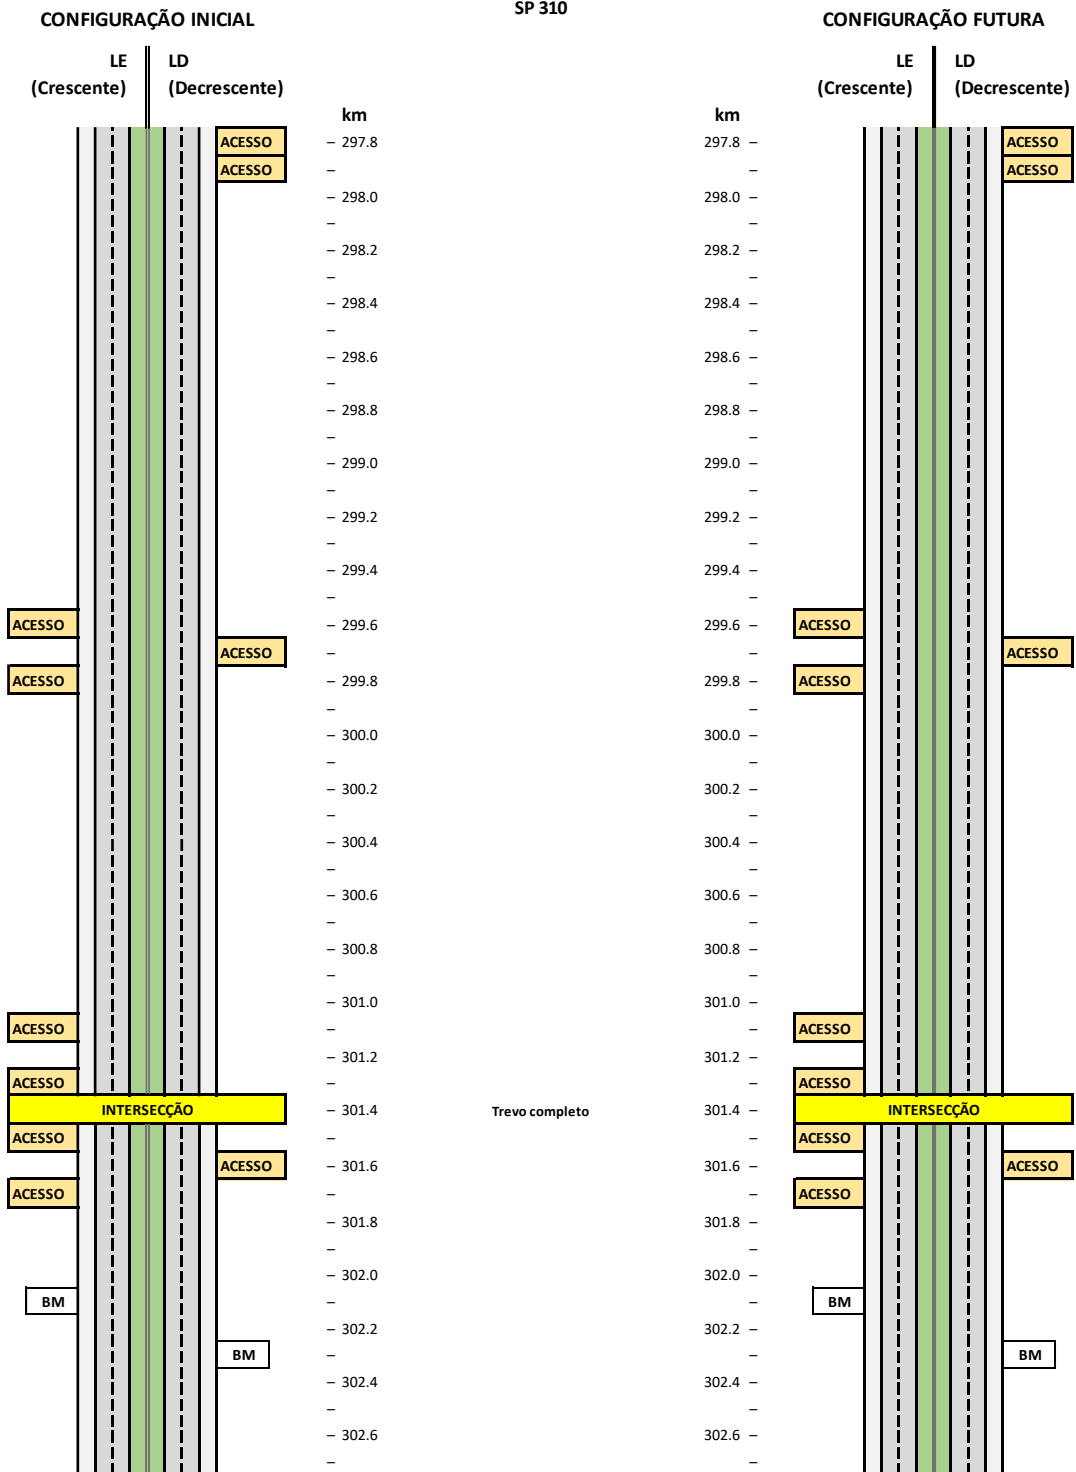 SP 310
CONFIGURAÇÃO INICIAL CONFIGURAÇÃO FUTURA
LE LD LE LD
(Crescente) (Decrescente) (Crescente) (Decrescente)
km km
ACESSO – 297.8 297.8 – ACESSO
ACESSO – – ACESSO
– 298.0 298.0 –
– –
– 298.2 298.2 –
– –
– 298.4 298.4 –
– –
– 298.6 298.6 –
– –
– 298.8 298.8 –
– –
– 299.0 299.0 –
– –
– 299.2 299.2 –
– –
– 299.4 299.4 –
– –
ACESSO – 299.6 299.6 – ACESSO
ACESSO – – ACESSO
ACESSO – 299.8 299.8 – ACESSO
– –
– 300.0 300.0 –
– –
– 300.2 300.2 –
– –
– 300.4 300.4 –
– –
– 300.6 300.6 –
– –
– 300.8 300.8 –
– –
– 301.0 301.0 –
ACESSO – – ACESSO
– 301.2 301.2 –
ACESSO – – ACESSO
INTERSECÇÃO – 301.4 Trevo completo 301.4 – INTERSECÇÃO
ACESSO – – ACESSO
ACESSO – 301.6 301.6 – ACESSO
ACESSO – – ACESSO
– 301.8 301.8 –
– –
– 302.0 302.0 –
BM – – BM
– 302.2 302.2 –
BM – – BM
– 302.4 302.4 –
– –
– 302.6 302.6 –
– –